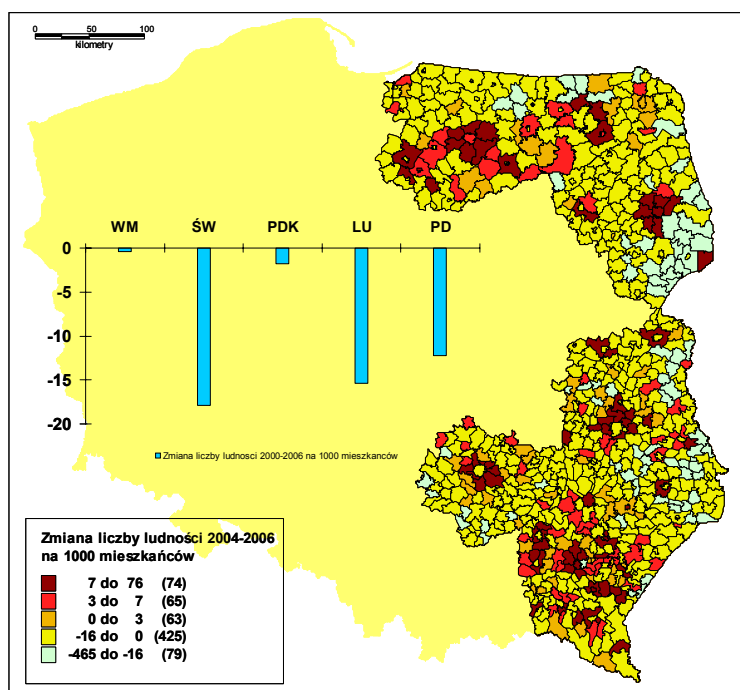 0 50 100
kilometry
WM ŚW PDK LU PD
0
-5
-10
-15
-20
Zmiana liczby ludnosci 2000-2006 na 1000 mieszkanców
Zmiana liczby ludności 2004-2006
na 1000 mieszkańców
7 do 76 (74)
3 do 7 (65)
0 do 3 (63)
-16 do 0 (425)
-465 do -16 (79)